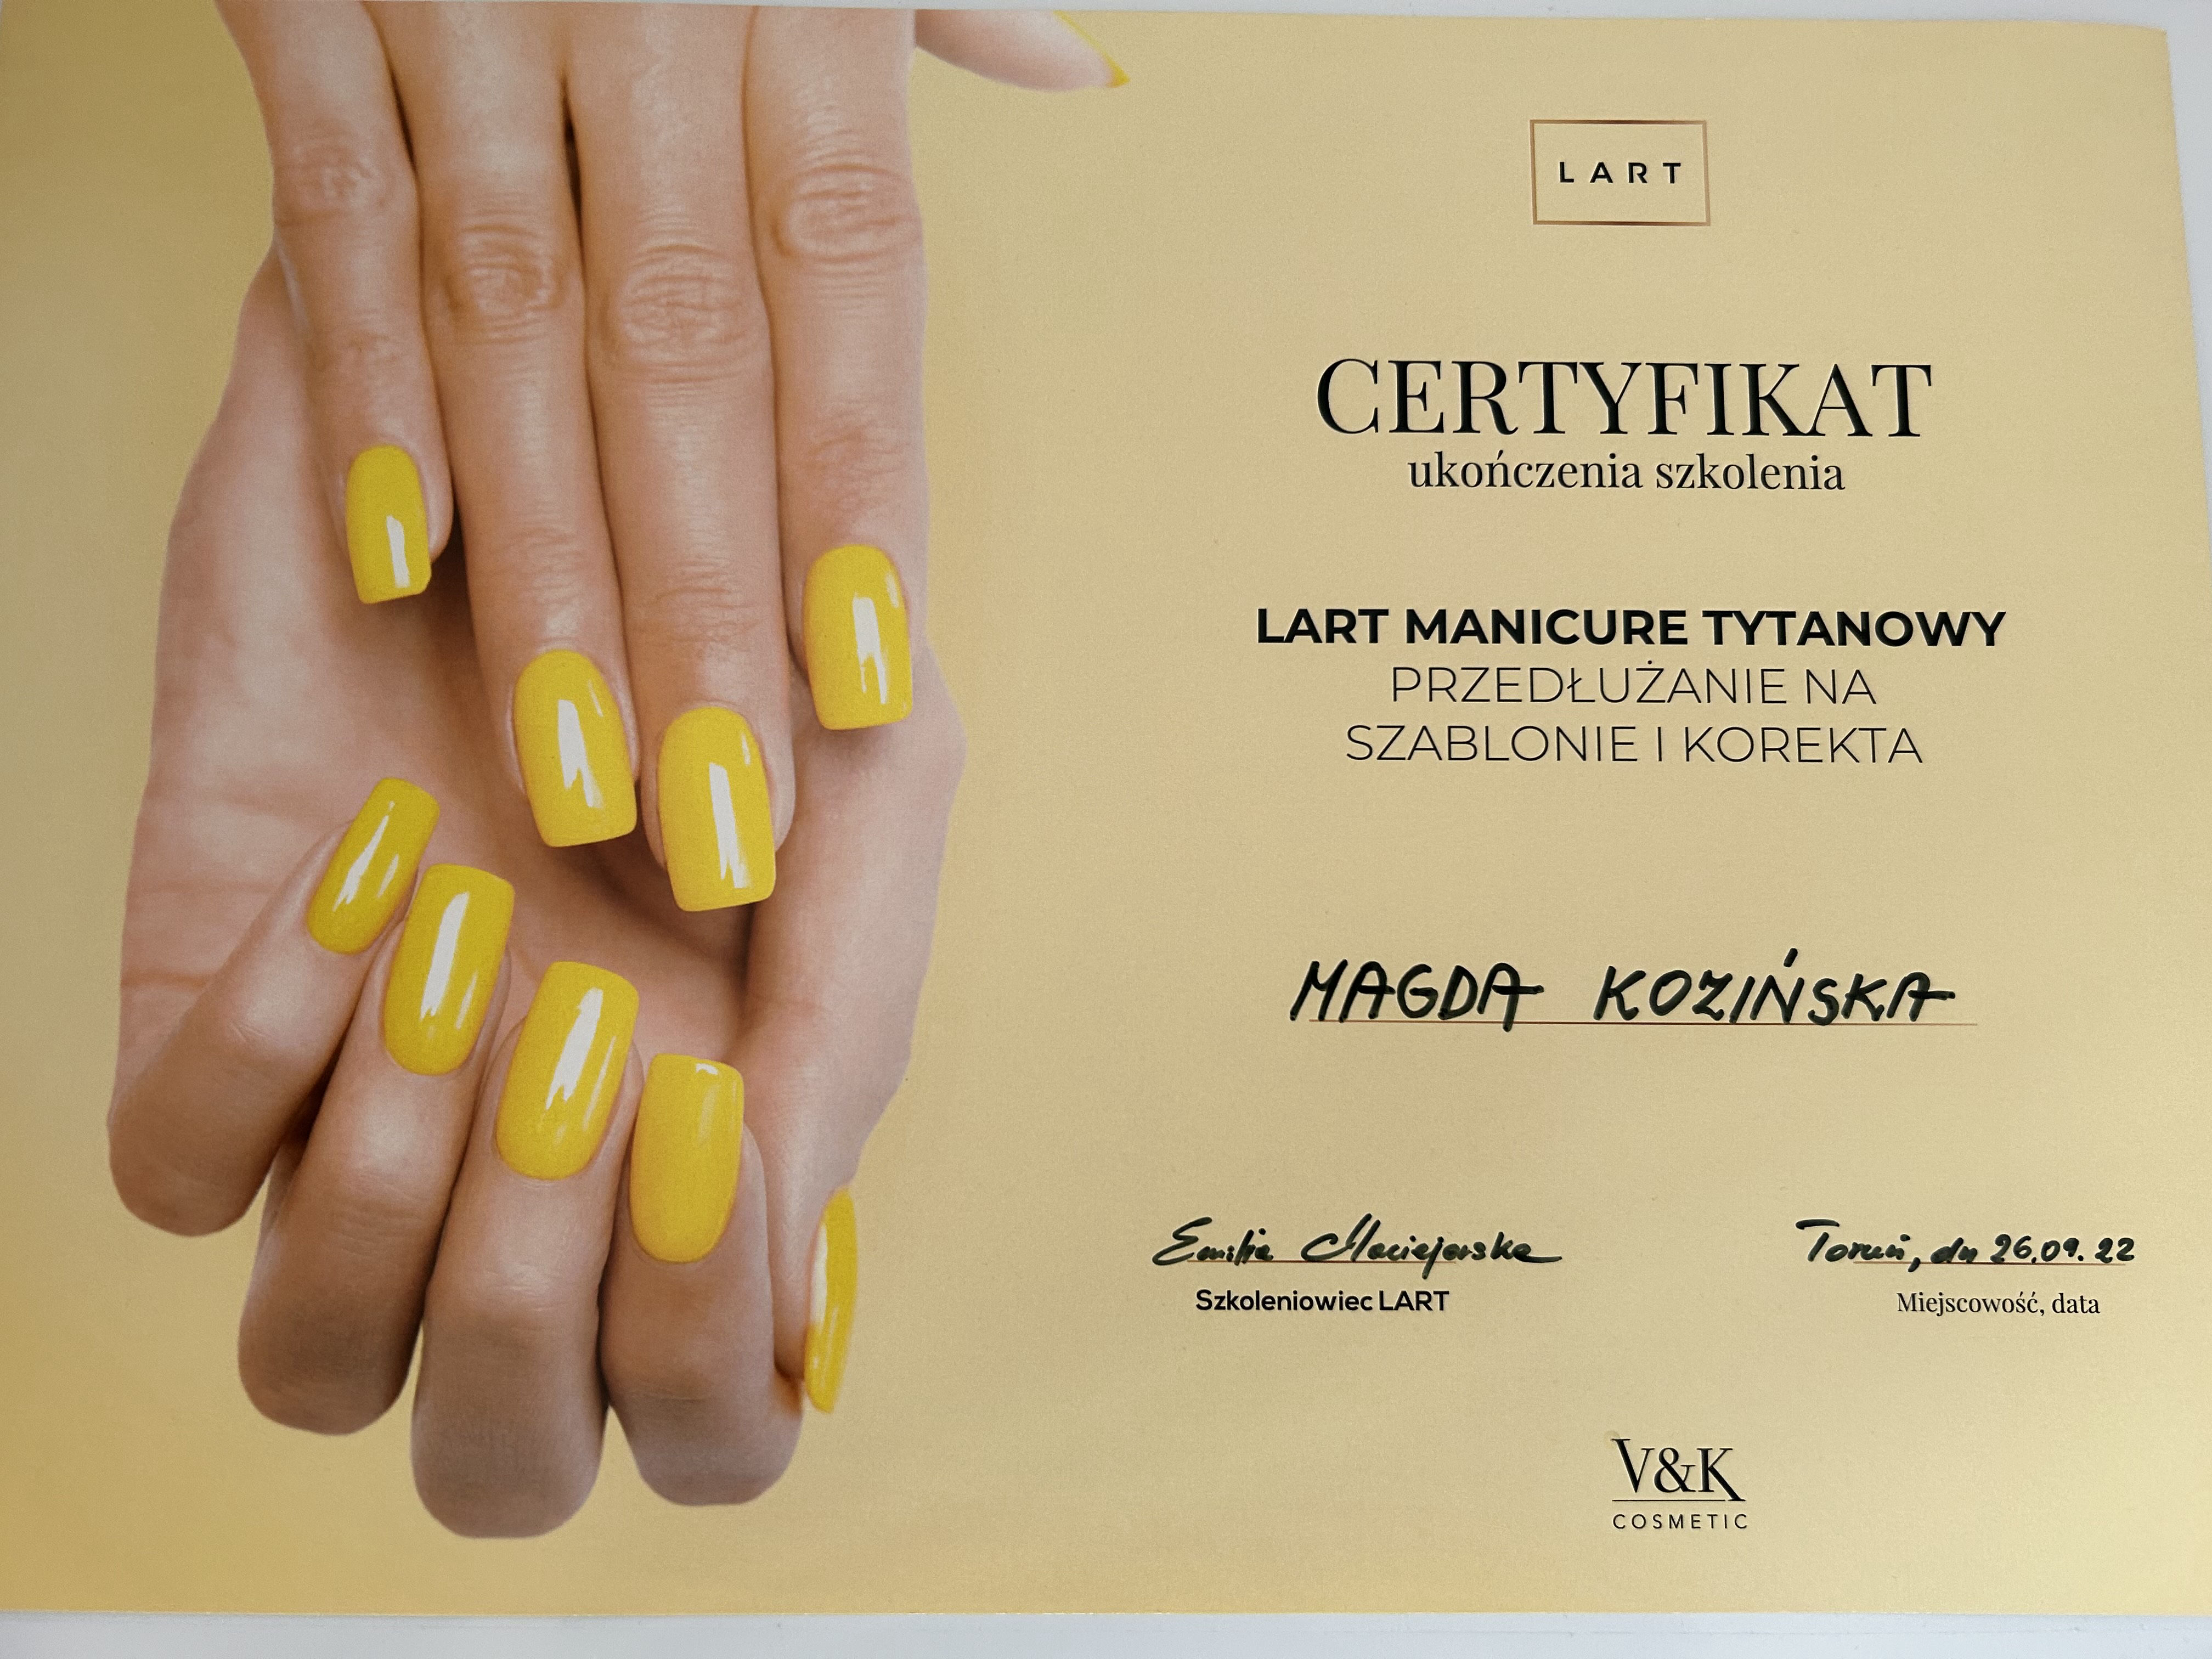 LART
CERTYFIKAT
ukończenia szkolenia
LART MANICURE TYTANOWY
PRZEDŁUŻANIE NA
SZABLONIE I KOREKTA
MAGDA KOZIŃSKA
Emilia Maciejewska
Szkoleniowiec LART
Toruń, dn 26.09.22
Miejscowość, data
V&K
COSMETIC